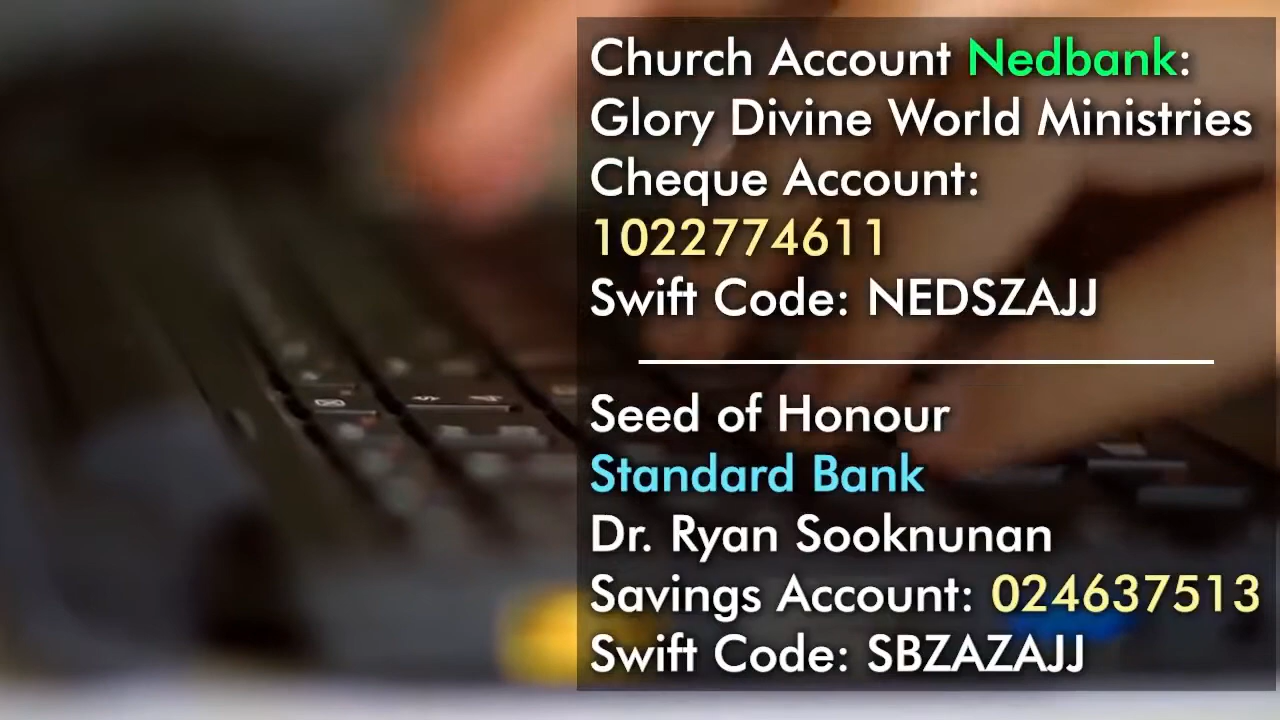 Church Account Nedbank:
Glory Divine World Ministries
Cheque Account:
1022774611
Swift Code: NEDSZAJJ
Seed of Honour
Standard Bank
Dr. Ryan Sooknunan
Savings Account: 024637513
Swift Code: SBZAZAJJ